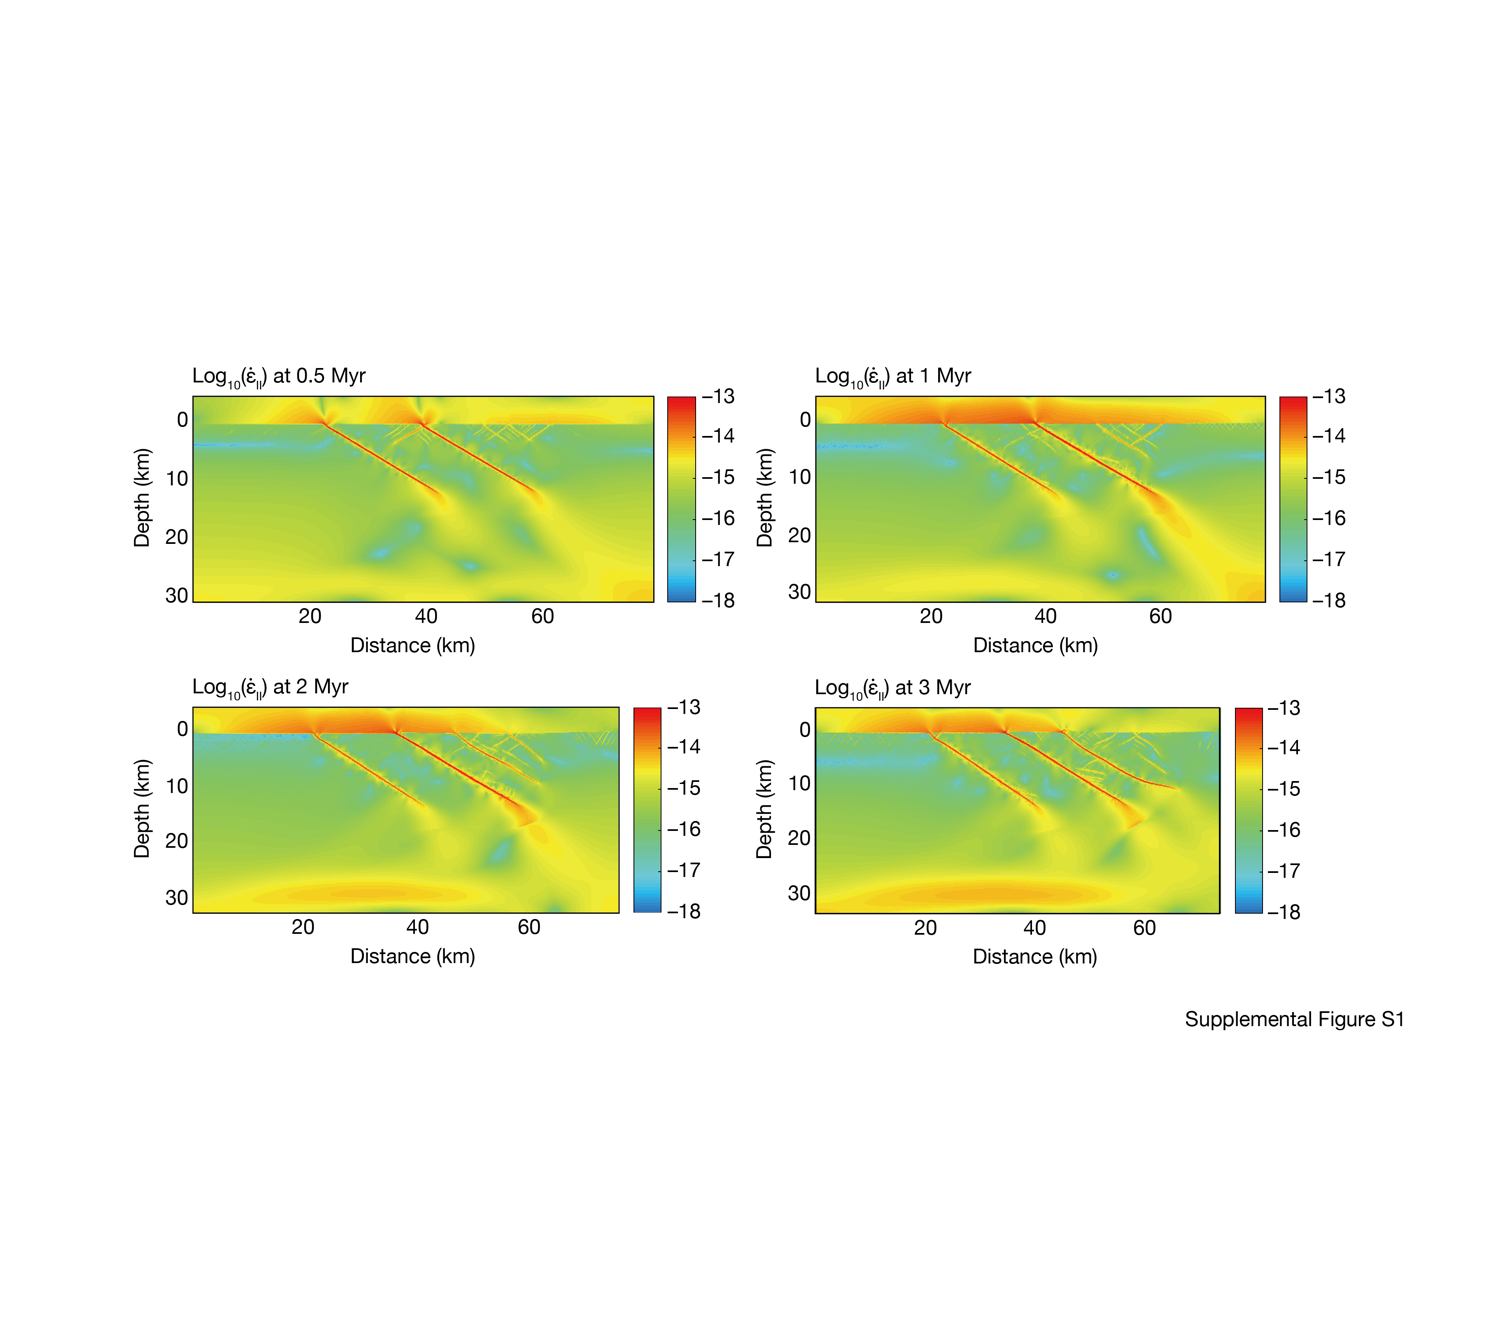 Log₁₀(ε̇ᵢᵢ) at 0.5 Myr
Depth (km)
0
10
20
30
20 40 60
Distance (km)
−13
−14
−15
−16
−17
−18
Log₁₀(ε̇ᵢᵢ) at 1 Myr
Depth (km)
0
10
20
30
20 40 60
Distance (km)
−13
−14
−15
−16
−17
−18
Log₁₀(ε̇ᵢᵢ) at 2 Myr
Depth (km)
0
10
20
30
20 40 60
Distance (km)
−13
−14
−15
−16
−17
−18
Log₁₀(ε̇ᵢᵢ) at 3 Myr
Depth (km)
0
10
20
30
20 40 60
Distance (km)
−13
−14
−15
−16
−17
−18
Supplemental Figure S1